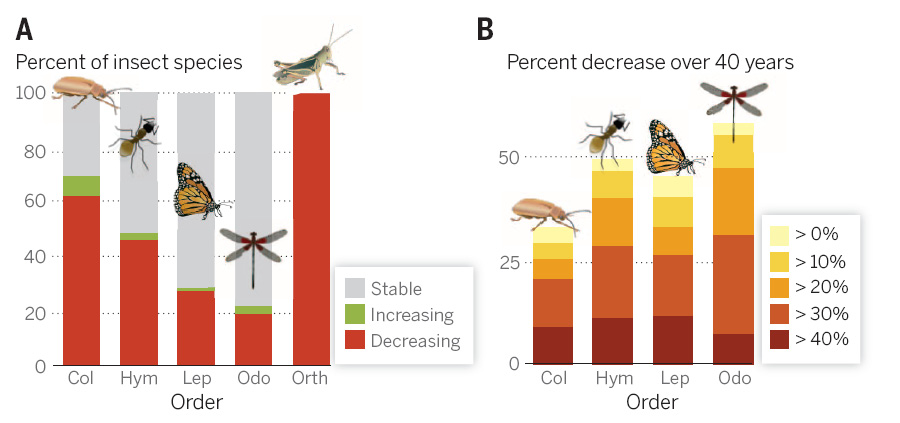 A
Percent of insect species
100
80
60
40
20
0
Col Hym Lep Odo Orth
Order
Stable
Increasing
Decreasing
B
Percent decrease over 40 years
50
25
0
Col Hym Lep Odo
Order
> 0%
> 10%
> 20%
> 30%
> 40%